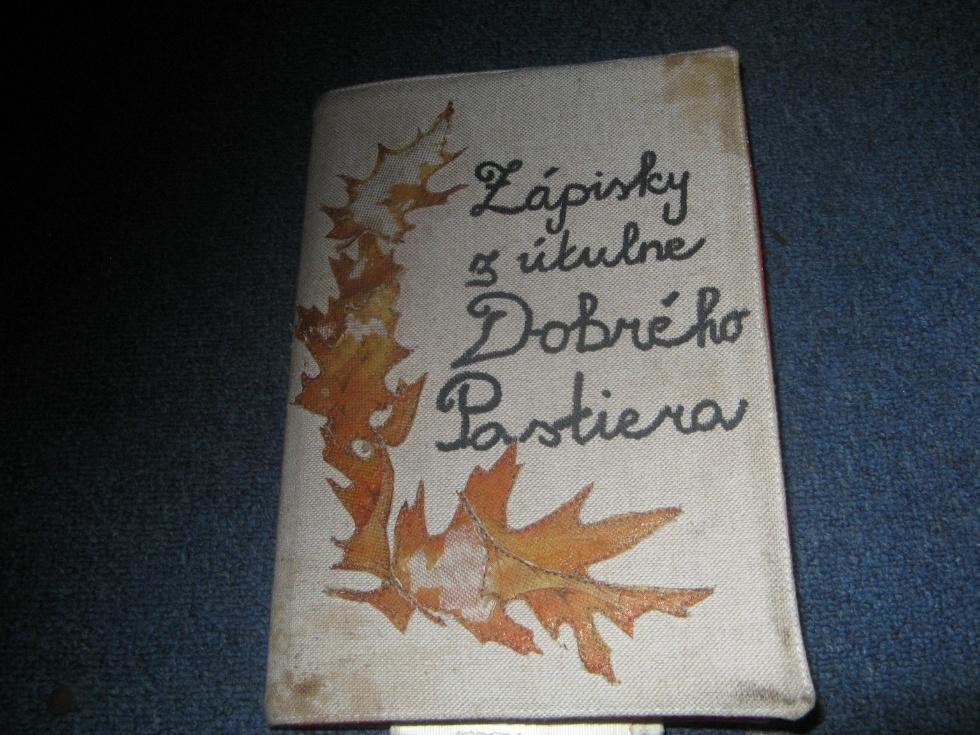 Zápisky
z útulne
Dobrého
Pastiera